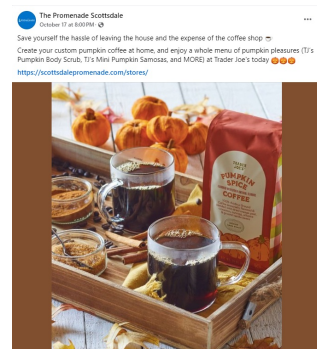 The Promenade Scottsdale
October 17 at 8:00 PM ·
Save yourself the hassle of leaving the house and the expense of the coffee shop ☕
Create your custom pumpkin coffee at home, and enjoy a whole menu of pumpkin pleasures (TJ's
Pumpkin Body Scrub, TJ's Mini Pumpkin Samosas, and MORE) at Trader Joe's today 🎃🎃🎃
https://scottsdalepromenade.com/stores/
TRADER JOE'S
PUMPKIN
SPICE
COFFEE